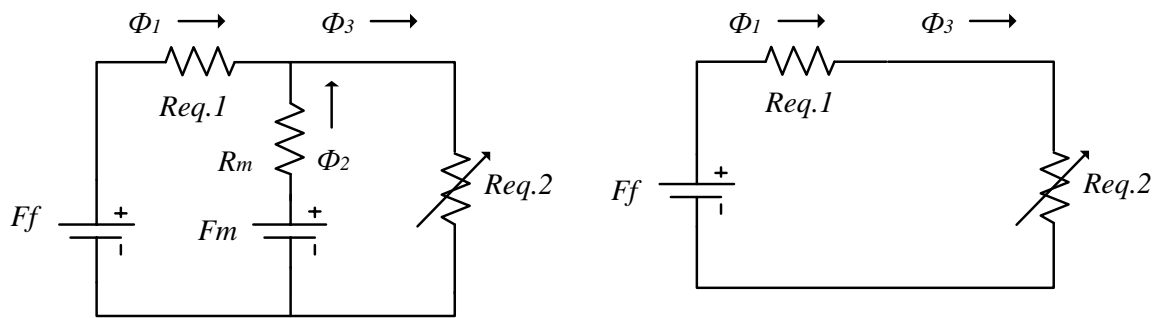 Φ1 Φ3
Req.1
Rm Φ2
Req.2
Ff + - Fm + -
Φ1 Φ3
Req.1
Req.2
Ff + -